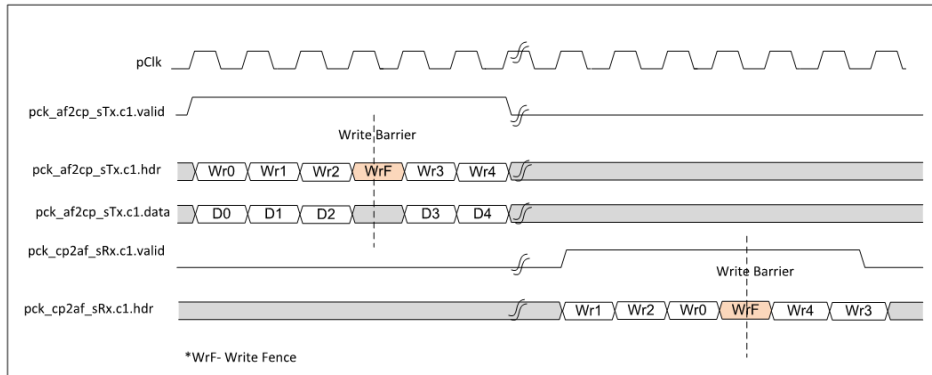 pClk
pck_af2cp_sTx.c1.valid
Write Barrier
pck_af2cp_sTx.c1.hdr Wr0 Wr1 Wr2 WrF Wr3 Wr4
pck_af2cp_sTx.c1.data D0 D1 D2 D3 D4
pck_cp2af_sRx.c1.valid
Write Barrier
pck_cp2af_sRx.c1.hdr Wr1 Wr2 Wr0 WrF Wr4 Wr3
*WrF- Write Fence